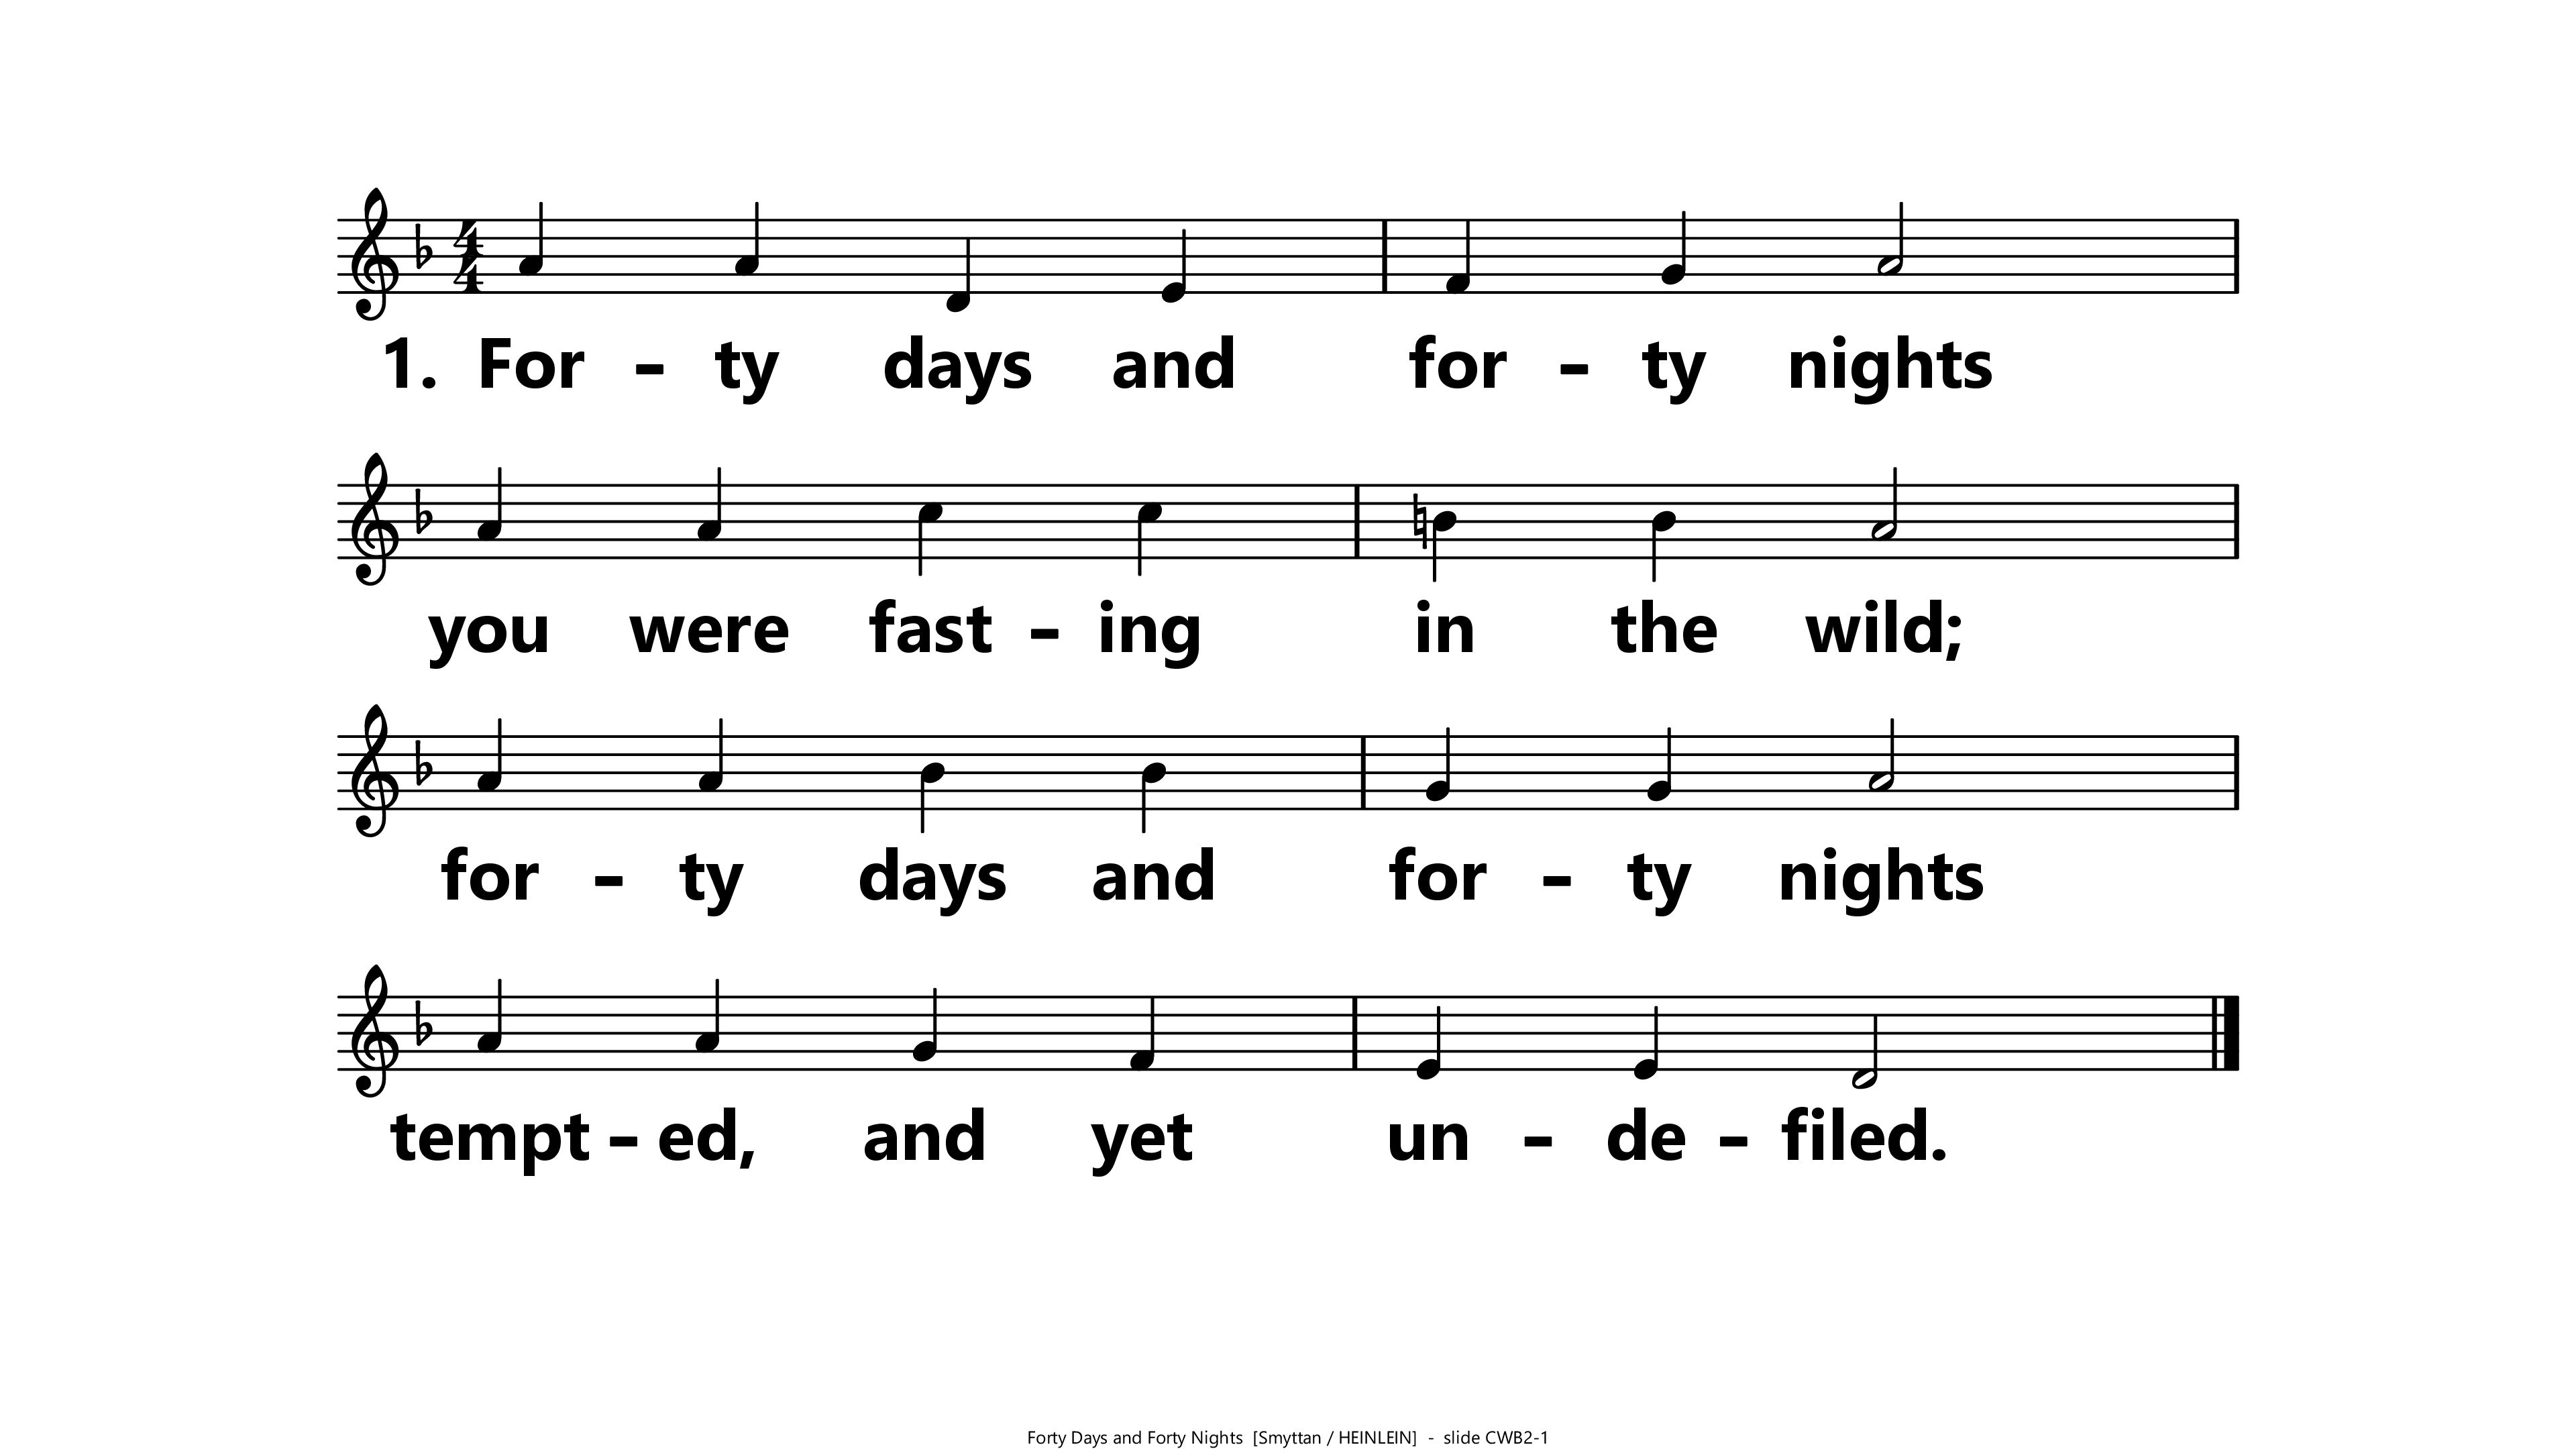 1. For - ty days and for - ty nights
you were fast - ing in the wild;
for - ty days and for - ty nights
tempt - ed, and yet un - de - filed.
Forty Days and Forty Nights [Smyttan / HEINLEIN] - slide CWB2-1